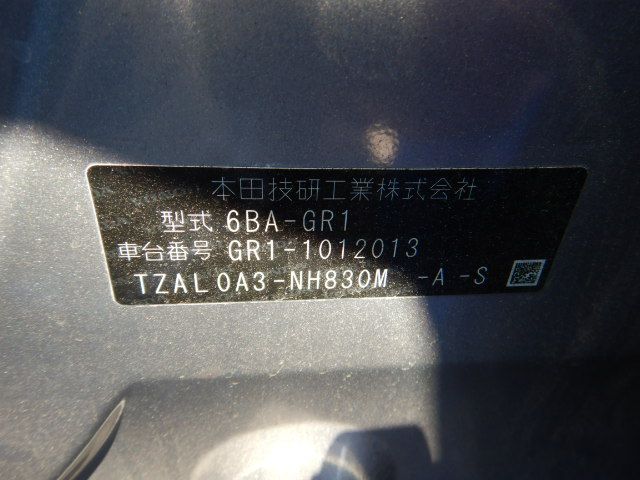 本田技研工業株式会社
型式 6BA-GR1
車台番号 GR1-1012013
TZAL0A3-NH830M -A-S